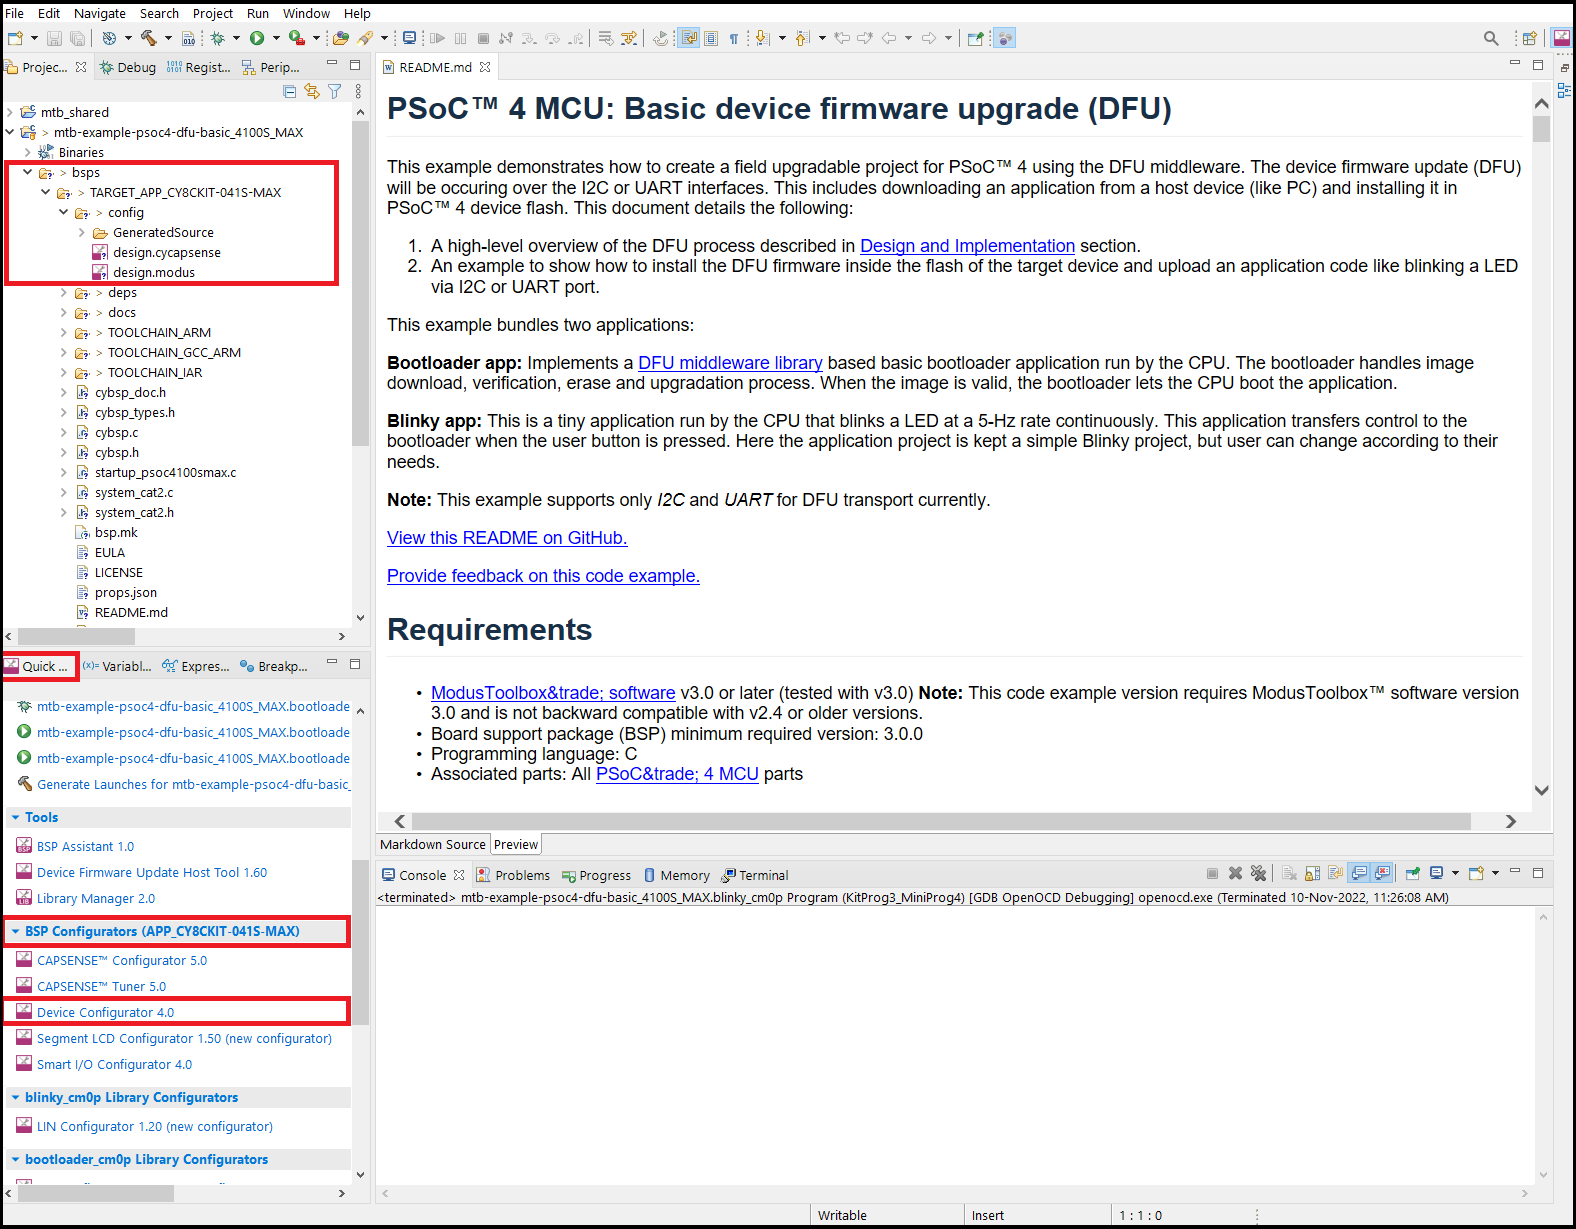 File Edit Navigate Search Project Run Window Help
Projec... Debug Regist... Perip...
mtb_shared
> mtb-example-psoc4-dfu-basic_4100S_MAX
Binaries
> bsps
> TARGET_APP_CY8CKIT-041S-MAX
> config
GeneratedSource
design.cycapsense
design.modus
> deps
> docs
> TOOLCHAIN_ARM
> TOOLCHAIN_GCC_ARM
> TOOLCHAIN_IAR
cybsp_doc.h
cybsp_types.h
cybsp.c
cybsp.h
startup_psoc4100smax.c
system_cat2.c
system_cat2.h
bsp.mk
EULA
LICENSE
props.json
README.md
Quick ... (x)= Variabl... Expres... Breakp...
mtb-example-psoc4-dfu-basic_4100S_MAX.bootloade
mtb-example-psoc4-dfu-basic_4100S_MAX.bootloade
mtb-example-psoc4-dfu-basic_4100S_MAX.bootloade
Generate Launches for mtb-example-psoc4-dfu-basic_
Tools
BSP Assistant 1.0
Device Firmware Update Host Tool 1.60
Library Manager 2.0
BSP Configurators (APP_CY8CKIT-041S-MAX)
CAPSENSE™ Configurator 5.0
CAPSENSE™ Tuner 5.0
Device Configurator 4.0
Segment LCD Configurator 1.50 (new configurator)
Smart I/O Configurator 4.0
blinky_cm0p Library Configurators
LIN Configurator 1.20 (new configurator)
bootloader_cm0p Library Configurators
README.md
PSoC™ 4 MCU: Basic device firmware upgrade (DFU)
This example demonstrates how to create a field upgradable project for PSoC™ 4 using the DFU middleware. The device firmware update (DFU)
will be occuring over the I2C or UART interfaces. This includes downloading an application from a host device (like PC) and installing it in
PSoC™ 4 device flash. This document details the following:
1. A high-level overview of the DFU process described in Design and Implementation section.
2. An example to show how to install the DFU firmware inside the flash of the target device and upload an application code like blinking a LED
via I2C or UART port.
This example bundles two applications:
Bootloader app: Implements a DFU middleware library based basic bootloader application run by the CPU. The bootloader handles image
download, verification, erase and upgradation process. When the image is valid, the bootloader lets the CPU boot the application.
Blinky app: This is a tiny application run by the CPU that blinks a LED at a 5-Hz rate continuously. This application transfers control to the
bootloader when the user button is pressed. Here the application project is kept a simple Blinky project, but user can change according to their
needs.
Note: This example supports only I2C and UART for DFU transport currently.
View this README on GitHub.
Provide feedback on this code example.
Requirements
• ModusToolbox&trade; software v3.0 or later (tested with v3.0) Note: This code example version requires ModusToolbox™ software version
3.0 and is not backward compatible with v2.4 or older versions.
• Board support package (BSP) minimum required version: 3.0.0
• Programming language: C
• Associated parts: All PSoC&trade; 4 MCU parts
Markdown Source Preview
Console Problems Progress Memory Terminal
<terminated> mtb-example-psoc4-dfu-basic_4100S_MAX.blinky_cm0p Program (KitProg3_MiniProg4) [GDB OpenOCD Debugging] openocd.exe (Terminated 10-Nov-2022, 11:26:08 AM)
Writable Insert 1 : 1 : 0